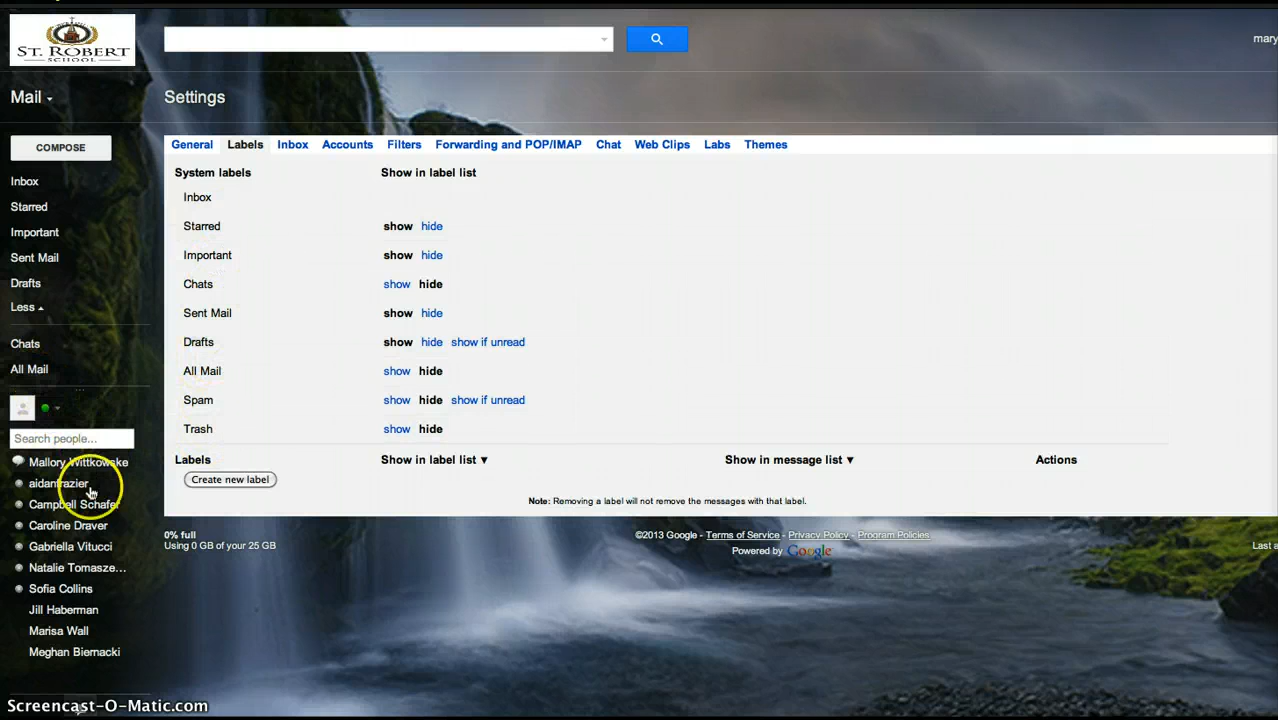 ST. ROBERT
SCHOOL
mary
Mail
Settings
COMPOSE
General Labels Inbox Accounts Filters Forwarding and POP/IMAP Chat Web Clips Labs Themes
System labels Show in label list
Inbox
Starred show hide
Important show hide
Chats show hide
Sent Mail show hide
Drafts show hide show if unread
All Mail show hide
Spam show hide show if unread
Trash show hide
Labels Show in label list ▼ Show in message list ▼ Actions
Create new label
Note: Removing a label will not remove the messages with that label.
Inbox
Starred
Important
Sent Mail
Drafts
Less
Chats
All Mail
Search people...
Mallory Wittkowske
aidanfrazier
Campbell Schafer
Caroline Draver
Gabriella Vitucci
Natalie Tomasze...
Sofia Collins
Jill Haberman
Marisa Wall
Meghan Biernacki
0% full
Using 0 GB of your 25 GB
©2013 Google - Terms of Service - Privacy Policy - Program Policies
Powered by Google
Last a
Screencast-O-Matic.com